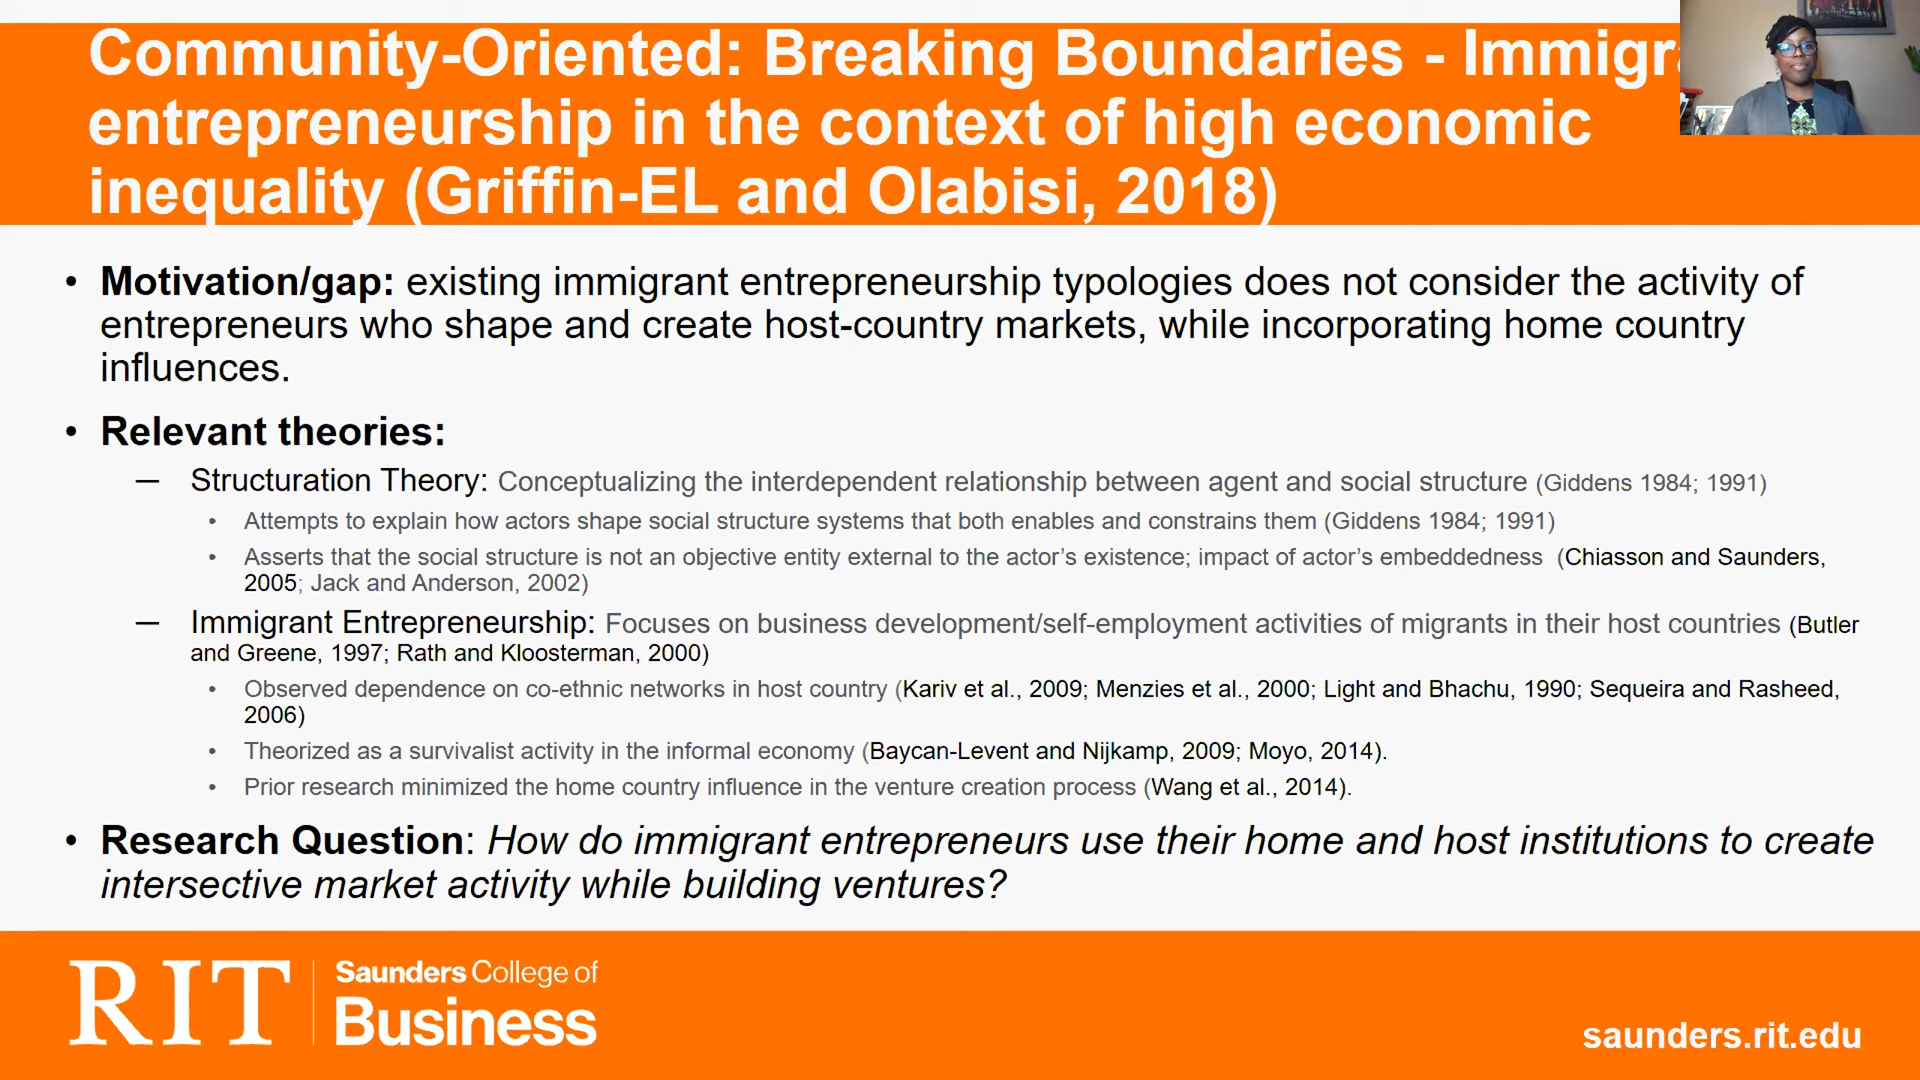 Community-Oriented: Breaking Boundaries - Immigra
entrepreneurship in the context of high economic
inequality (Griffin-EL and Olabisi, 2018)
• Motivation/gap: existing immigrant entrepreneurship typologies does not consider the activity of
entrepreneurs who shape and create host-country markets, while incorporating home country
influences.
• Relevant theories:
— Structuration Theory: Conceptualizing the interdependent relationship between agent and social structure (Giddens 1984; 1991)
• Attempts to explain how actors shape social structure systems that both enables and constrains them (Giddens 1984; 1991)
• Asserts that the social structure is not an objective entity external to the actor’s existence; impact of actor’s embeddedness (Chiasson and Saunders,
2005; Jack and Anderson, 2002)
— Immigrant Entrepreneurship: Focuses on business development/self-employment activities of migrants in their host countries (Butler
and Greene, 1997; Rath and Kloosterman, 2000)
• Observed dependence on co-ethnic networks in host country (Kariv et al., 2009; Menzies et al., 2000; Light and Bhachu, 1990; Sequeira and Rasheed,
2006)
• Theorized as a survivalist activity in the informal economy (Baycan-Levent and Nijkamp, 2009; Moyo, 2014).
• Prior research minimized the home country influence in the venture creation process (Wang et al., 2014).
• Research Question: How do immigrant entrepreneurs use their home and host institutions to create
intersective market activity while building ventures?
RIT
Saunders College of
Business
saunders.rit.edu